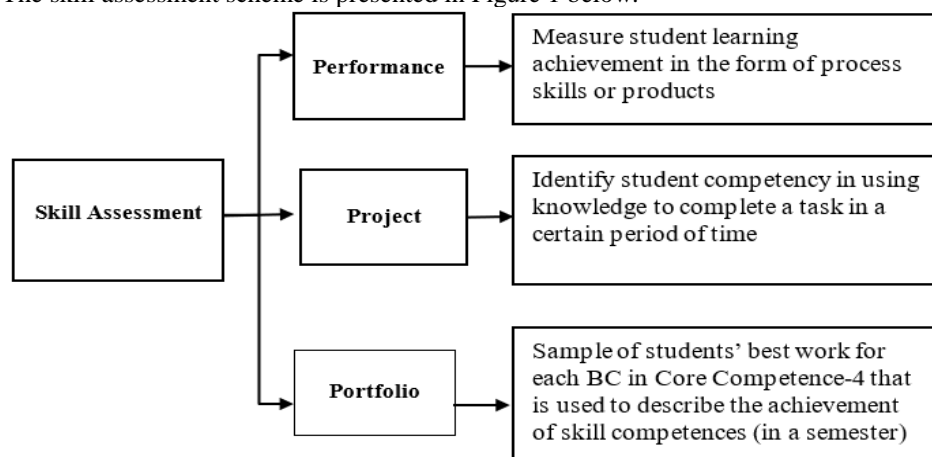 The skill assessment scheme is presented in Figure 1 below.
Performance
Measure student learning
achievement in the form of process
skills or products
Skill Assessment
Project
Identify student competency in using
knowledge to complete a task in a
certain period of time
Portfolio
Sample of students’ best work for
each BC in Core Competence-4 that
is used to describe the achievement
of skill competences (in a semester)